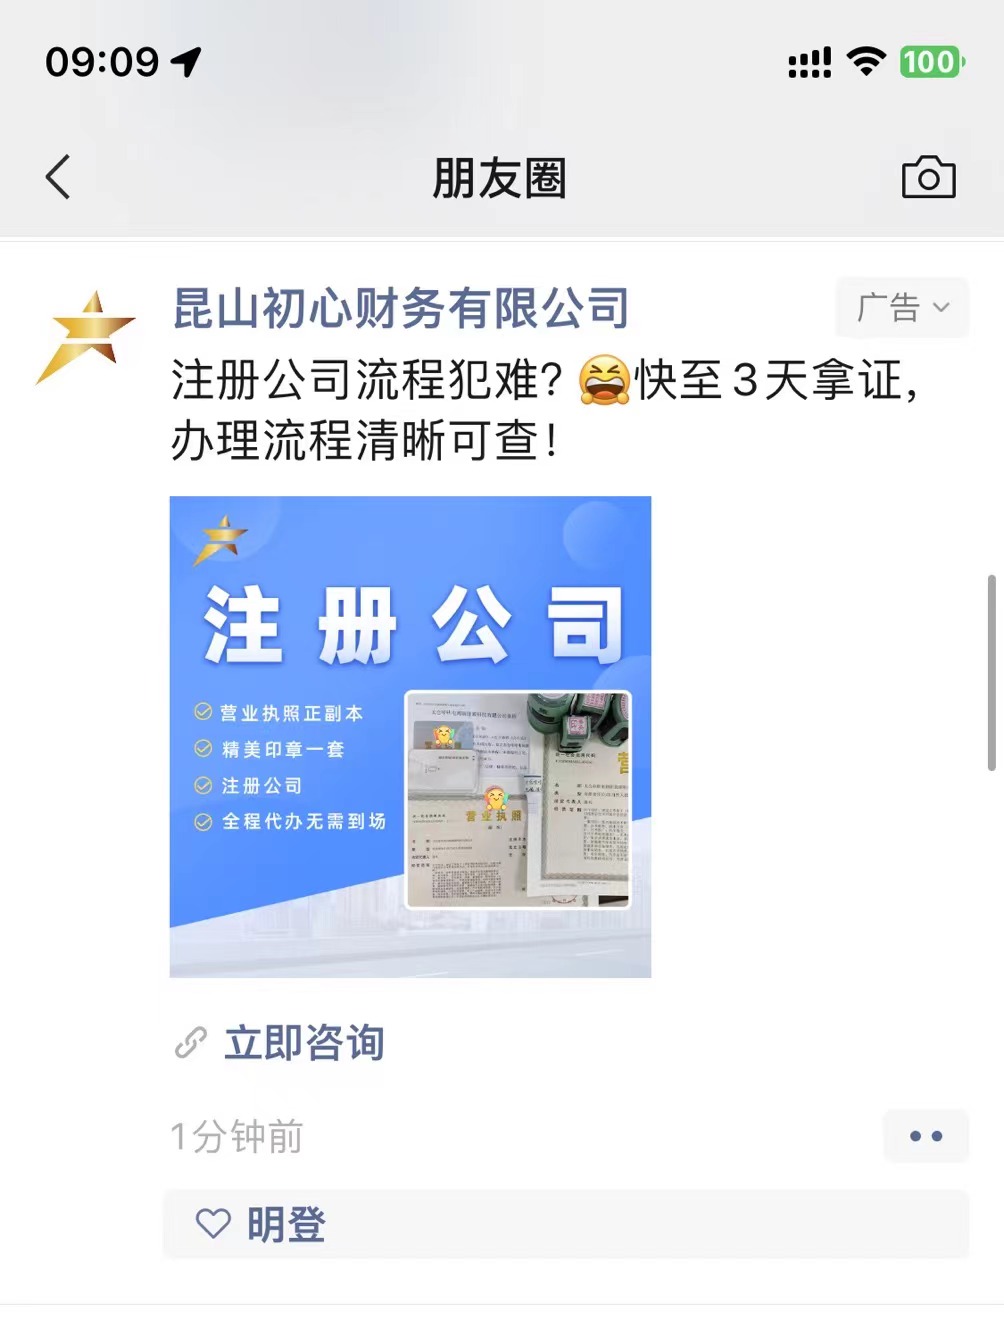 09:09
100
朋友圈
昆山初心财务有限公司
广告
注册公司流程犯难？😆快至3天拿证，
办理流程清晰可查！
注册公司
营业执照正副本
精美印章一套
注册公司
全程代办无需到场
营业执照
立即咨询
1分钟前
明登